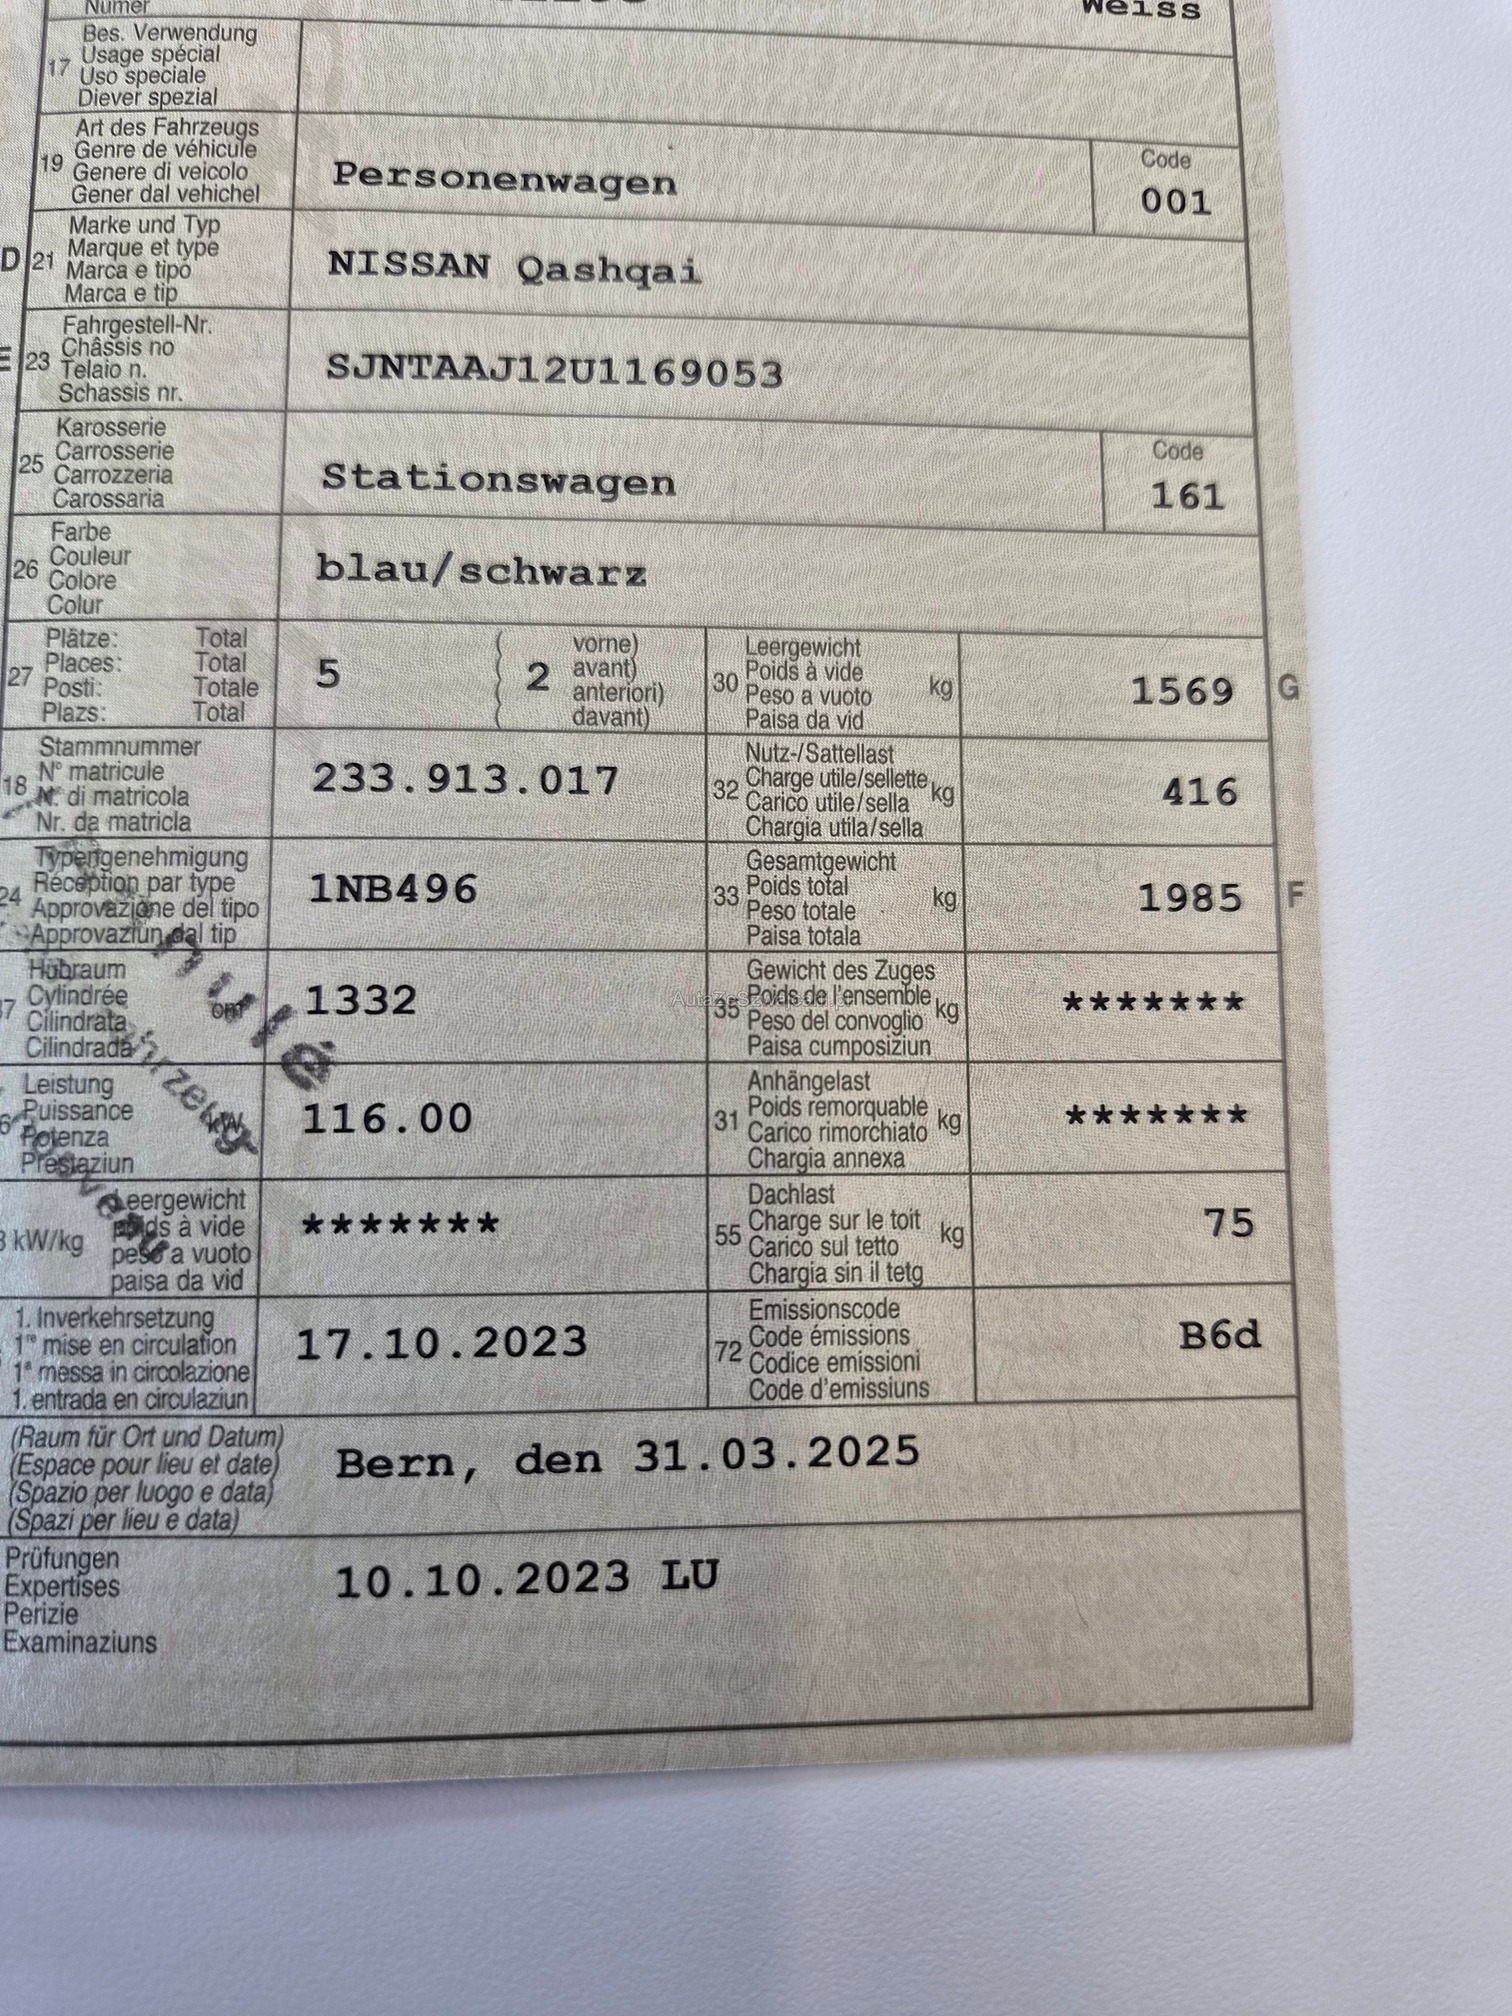 Numer
Weiss
17
Bes. Verwendung
Usage spécial
Uso speciale
Diever spezial
19
Art des Fahrzeugs
Genre de véhicule
Genere di veicolo
Gener dal vehichel
Personenwagen
Code
001
D
21
Marke und Typ
Marque et type
Marca e tipo
Marca e tip
NISSAN Qashqai
E
23
Fahrgestell-Nr.
Châssis no
Telaio n.
Schassis nr.
SJNTAAJ12U1169053
25
Karosserie
Carrosserie
Carrozzeria
Carossaria
Stationswagen
Code
161
26
Farbe
Couleur
Colore
Colur
blau/schwarz
27
Plätze: Total
Places: Total
Posti: Totale
Plazs: Total
5
( 2
vorne)
avant)
anteriori)
davant)
30
Leergewicht
Poids à vide
Peso a vuoto
Paisa da vid
kg
1569
G
18
Stammnummer
N° matricule
N. di matricola
Nr. da matricla
233.913.017
32
Nutz-/Sattellast
Charge utile/sellette
Carico utile/sella
Chargia utila/sella
kg
416
24
Typengenehmigung
Réception par type
Approvazione del tipo
Approvaziun dal tip
1NB496
33
Gesamtgewicht
Poids total
Peso totale
Paisa totala
kg
1985
F
7
Hubraum
Cylindrée
Cilindrata
Cilindrada
1332
35
Gewicht des Zuges
Poids de l'ensemble
Peso del convoglio
Paisa cumposiziun
kg
*******
6
Leistung
Puissance
Potenza
Prestaziun
kW
116.00
31
Anhängelast
Poids remorquable
Carico rimorchiato
Chargia annexa
kg
*******
kW/kg
Leergewicht
poids à vide
peso a vuoto
paisa da vid
*******
55
Dachlast
Charge sur le toit
Carico sul tetto
Chargia sin il tetg
kg
75
1. Inverkehrsetzung
1re mise en circulation
1a messa in circolazione
1. entrada en circulaziun
17.10.2023
72
Emissionscode
Code émissions
Codice emissioni
Code d'emissiuns
B6d
(Raum für Ort und Datum)
(Espace pour lieu et date)
(Spazio per luogo e data)
(Spazi per lieu e data)
Bern, den 31.03.2025
Prüfungen
Expertises
Perizie
Examinaziuns
10.10.2023 LU